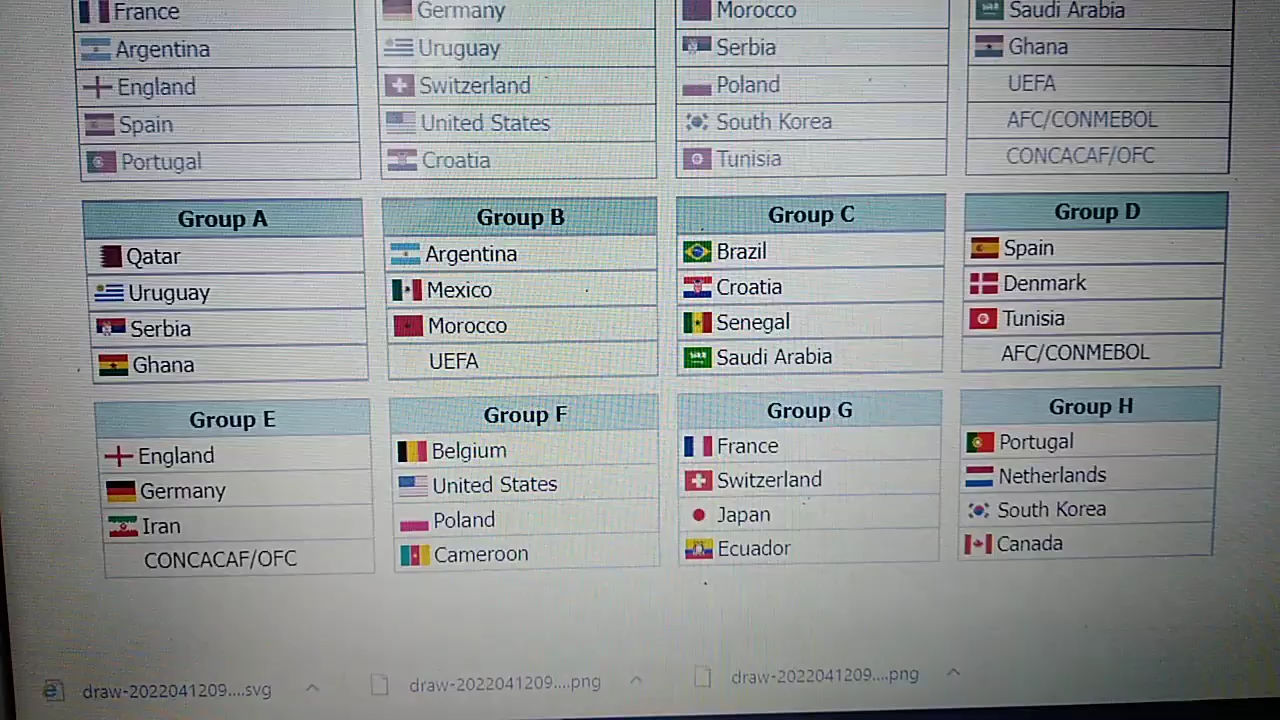 France Germany Morocco Saudi Arabia
Argentina Uruguay Serbia Ghana
England Switzerland Poland UEFA
Spain United States South Korea AFC/CONMEBOL
Portugal Croatia Tunisia CONCACAF/OFC
Group A Group B Group C Group D
Qatar Argentina Brazil Spain
Uruguay Mexico Croatia Denmark
Serbia Morocco Senegal Tunisia
Ghana UEFA Saudi Arabia AFC/CONMEBOL
Group E Group F Group G Group H
England Belgium France Portugal
Germany United States Switzerland Netherlands
Iran Poland Japan South Korea
CONCACAF/OFC Cameroon Ecuador Canada
draw-2022041209....svg draw-2022041209....png draw-2022041209....png